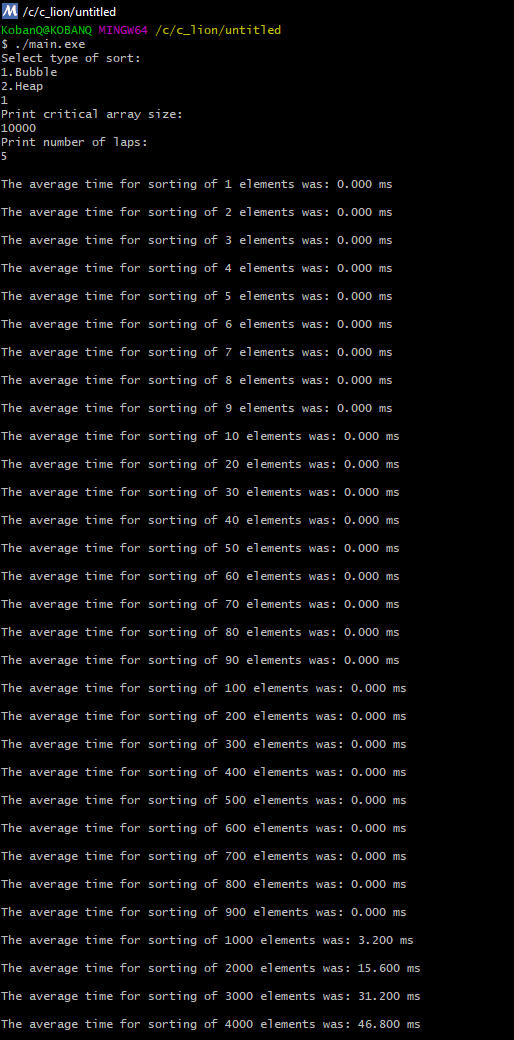 M /c/c_lion/untitled
KobanQ@KOBANQ MINGW64 /c/c_lion/untitled
$ ./main.exe
Select type of sort:
1.Bubble
2.Heap
1
Print critical array size:
10000
Print number of laps:
5
The average time for sorting of 1 elements was: 0.000 ms
The average time for sorting of 2 elements was: 0.000 ms
The average time for sorting of 3 elements was: 0.000 ms
The average time for sorting of 4 elements was: 0.000 ms
The average time for sorting of 5 elements was: 0.000 ms
The average time for sorting of 6 elements was: 0.000 ms
The average time for sorting of 7 elements was: 0.000 ms
The average time for sorting of 8 elements was: 0.000 ms
The average time for sorting of 9 elements was: 0.000 ms
The average time for sorting of 10 elements was: 0.000 ms
The average time for sorting of 20 elements was: 0.000 ms
The average time for sorting of 30 elements was: 0.000 ms
The average time for sorting of 40 elements was: 0.000 ms
The average time for sorting of 50 elements was: 0.000 ms
The average time for sorting of 60 elements was: 0.000 ms
The average time for sorting of 70 elements was: 0.000 ms
The average time for sorting of 80 elements was: 0.000 ms
The average time for sorting of 90 elements was: 0.000 ms
The average time for sorting of 100 elements was: 0.000 ms
The average time for sorting of 200 elements was: 0.000 ms
The average time for sorting of 300 elements was: 0.000 ms
The average time for sorting of 400 elements was: 0.000 ms
The average time for sorting of 500 elements was: 0.000 ms
The average time for sorting of 600 elements was: 0.000 ms
The average time for sorting of 700 elements was: 0.000 ms
The average time for sorting of 800 elements was: 0.000 ms
The average time for sorting of 900 elements was: 0.000 ms
The average time for sorting of 1000 elements was: 3.200 ms
The average time for sorting of 2000 elements was: 15.600 ms
The average time for sorting of 3000 elements was: 31.200 ms
The average time for sorting of 4000 elements was: 46.800 ms